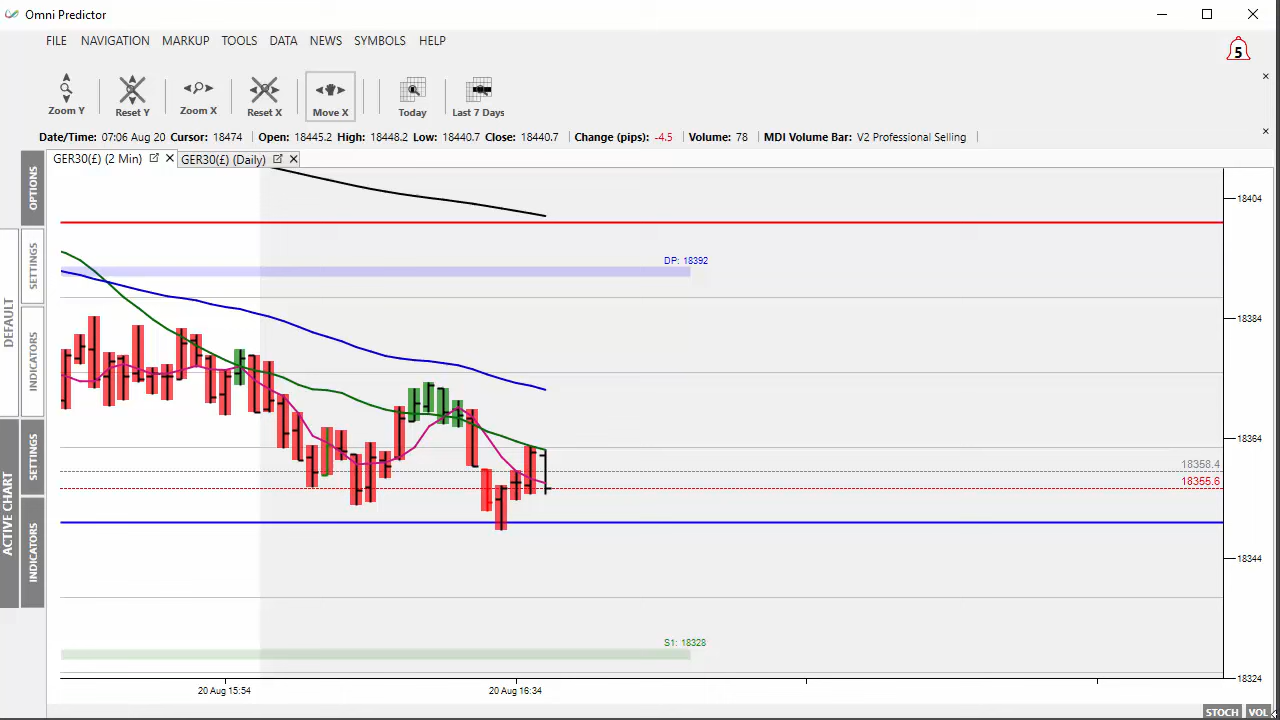 Omni Predictor
FILE NAVIGATION MARKUP TOOLS DATA NEWS SYMBOLS HELP
5
Zoom Y Reset Y Zoom X Reset X Move X Today Last 7 Days
Date/Time: 07:06 Aug 20 Cursor: 18474 Open: 18445.2 High: 18448.2 Low: 18440.7 Close: 18440.7 Change (pips): -4.5 Volume: 78 MDI Volume Bar: V2 Professional Selling
GER30(£) (2 Min) GER30(£) (Daily)
OPTIONS
SETTINGS
DEFAULT
INDICATORS
SETTINGS
ACTIVE CHART
INDICATORS
18404
DP: 18392
18384
18364
18358.4
18355.6
18344
S1: 18328
18324
20 Aug 15:54 20 Aug 16:34
STOCH VOL